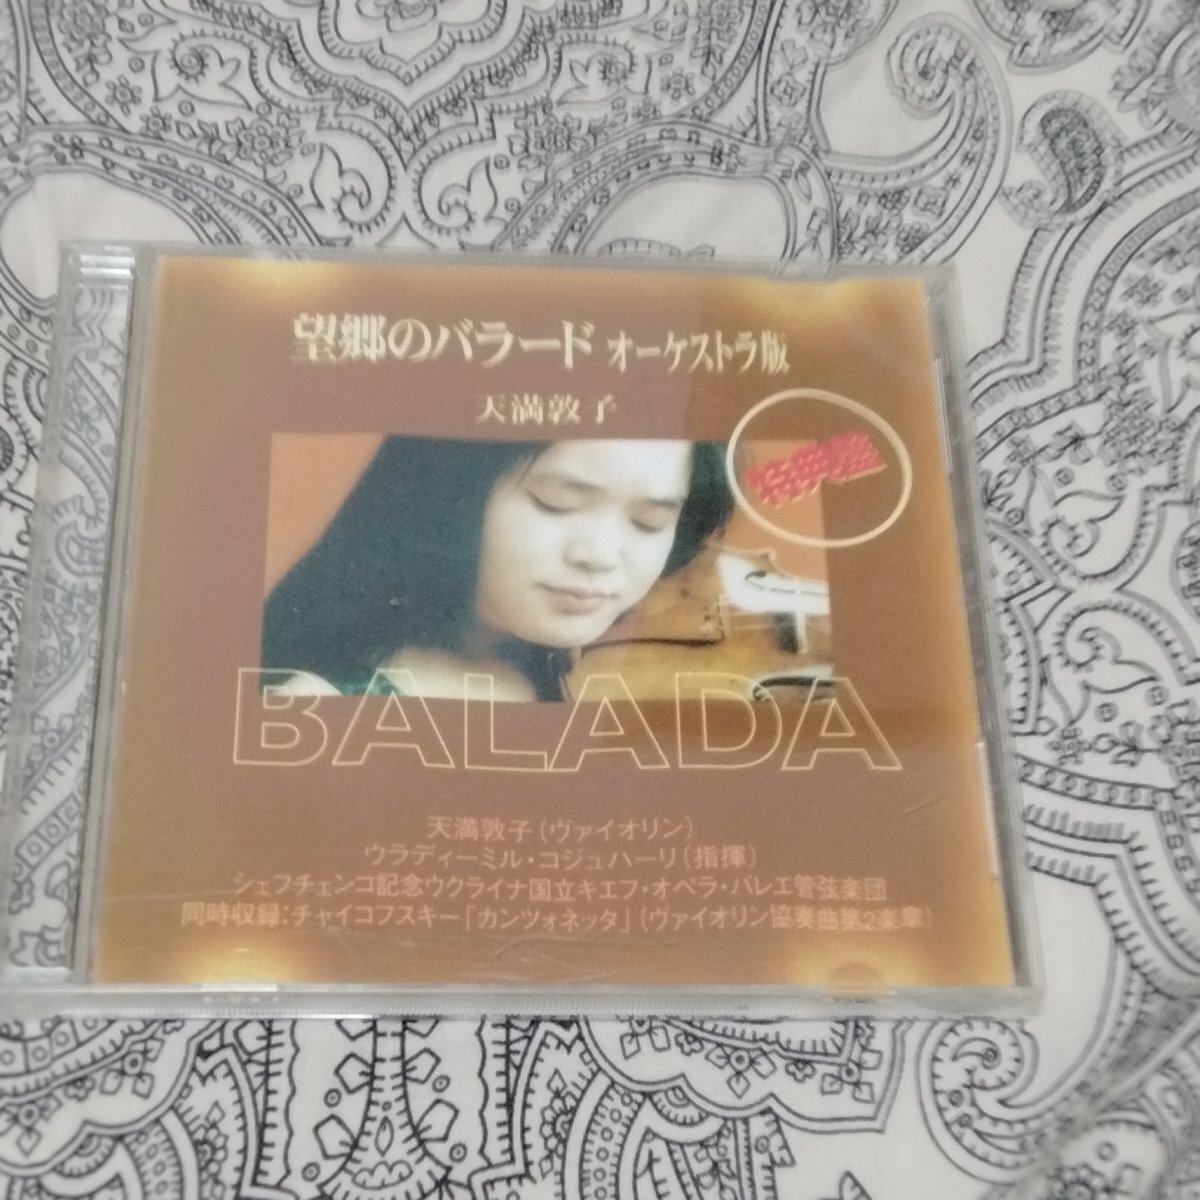 望郷のバラード オーケストラ版
天満敦子
特典盤
BALADA
天満敦子(ヴァイオリン)
ウラディーミル・コジュハーリ(指揮)
シェフチェンコ記念ウクライナ国立キエフ・オペラ・バレエ管弦楽団
同時収録:チャイコフスキー「カンツォネッタ」(ヴァイオリン協奏曲第2楽章)